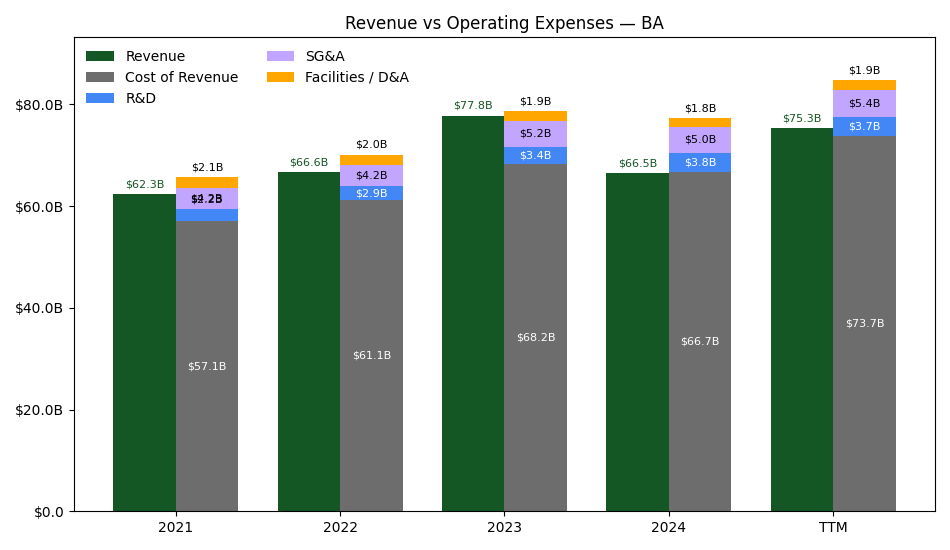 Revenue vs Operating Expenses — BA
Revenue
Cost of Revenue
R&D
SG&A
Facilities / D&A
$80.0B
$60.0B
$40.0B
$20.0B
$0.0
$62.3B
$2.1B
$4.2B
$57.1B
$66.6B
$2.0B
$4.2B
$2.9B
$61.1B
$77.8B
$1.9B
$5.2B
$3.4B
$68.2B
$66.5B
$1.8B
$5.0B
$3.8B
$66.7B
$75.3B
$1.9B
$5.4B
$3.7B
$73.7B
2021
2022
2023
2024
TTM